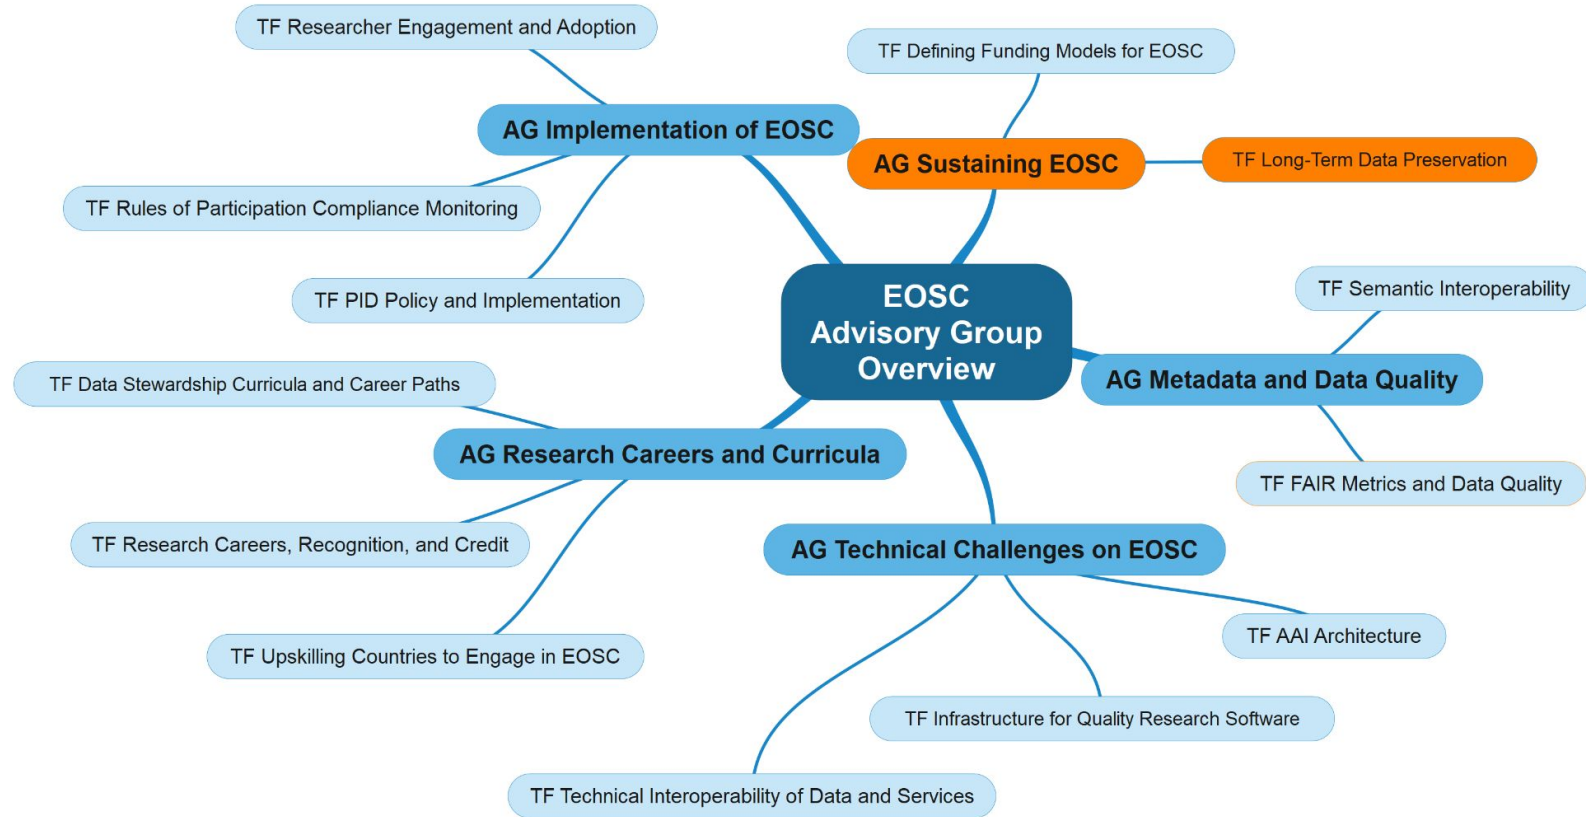 TF Researcher Engagement and Adoption
TF Defining Funding Models for EOSC
AG Implementation of EOSC
AG Sustaining EOSC
TF Long-Term Data Preservation
TF Rules of Participation Compliance Monitoring
TF PID Policy and Implementation
EOSC
Advisory Group
Overview
TF Semantic Interoperability
AG Metadata and Data Quality
TF FAIR Metrics and Data Quality
TF Data Stewardship Curricula and Career Paths
AG Research Careers and Curricula
TF Research Careers, Recognition, and Credit
TF Upskilling Countries to Engage in EOSC
AG Technical Challenges on EOSC
TF AAI Architecture
TF Infrastructure for Quality Research Software
TF Technical Interoperability of Data and Services